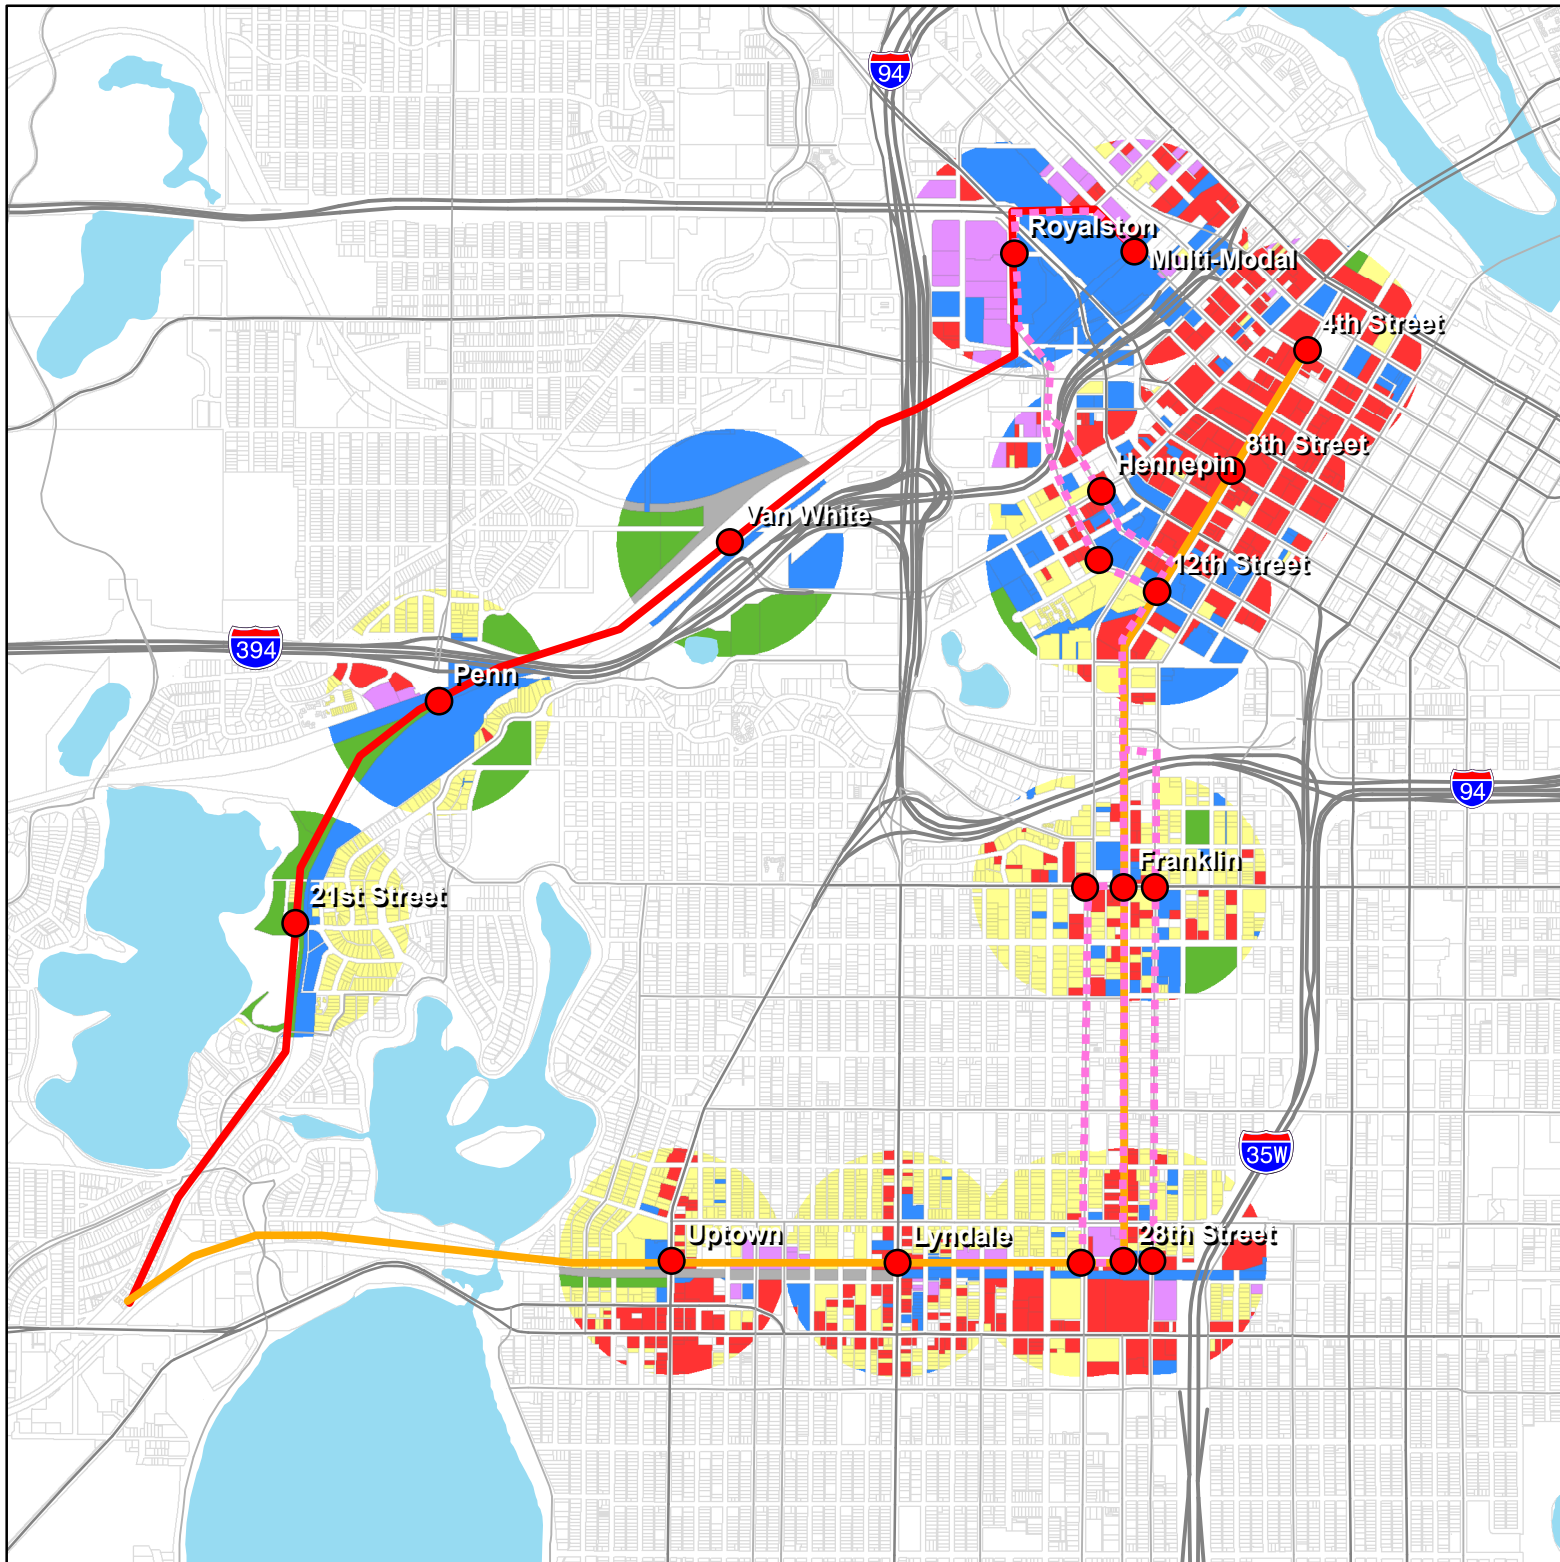 94
Royalston
Multi-Modal
4th Street
8th Street
Hennepin
Van White
12th Street
394
Penn
94
Franklin
21st Street
35W
Uptown
Lyndale
28th Street